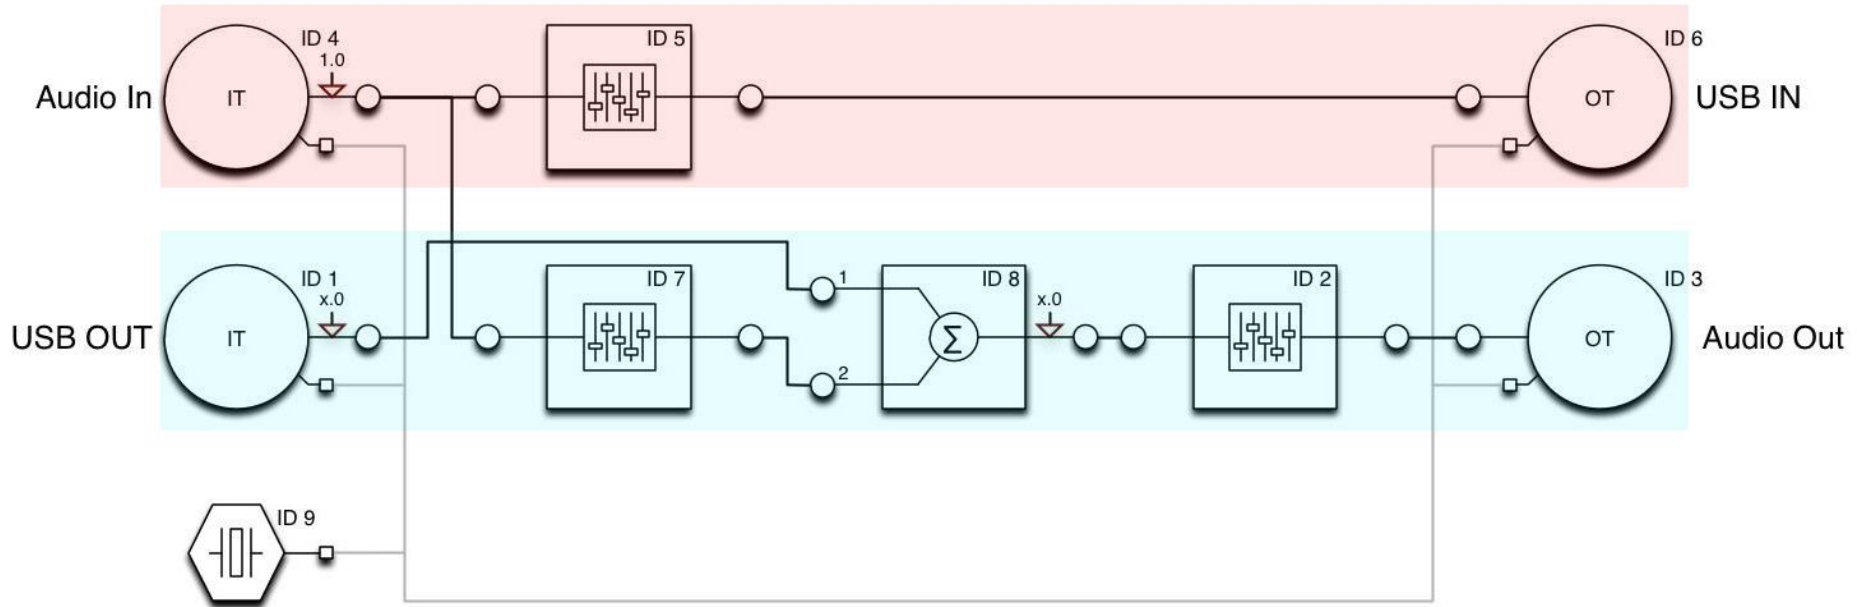 ID 4
1.0
Audio In
IT
ID 5
ID 6
OT
USB IN
ID 1
x.0
USB OUT
IT
ID 7
1
2
ID 8
Σ
x.0
ID 2
ID 3
OT
Audio Out
ID 9